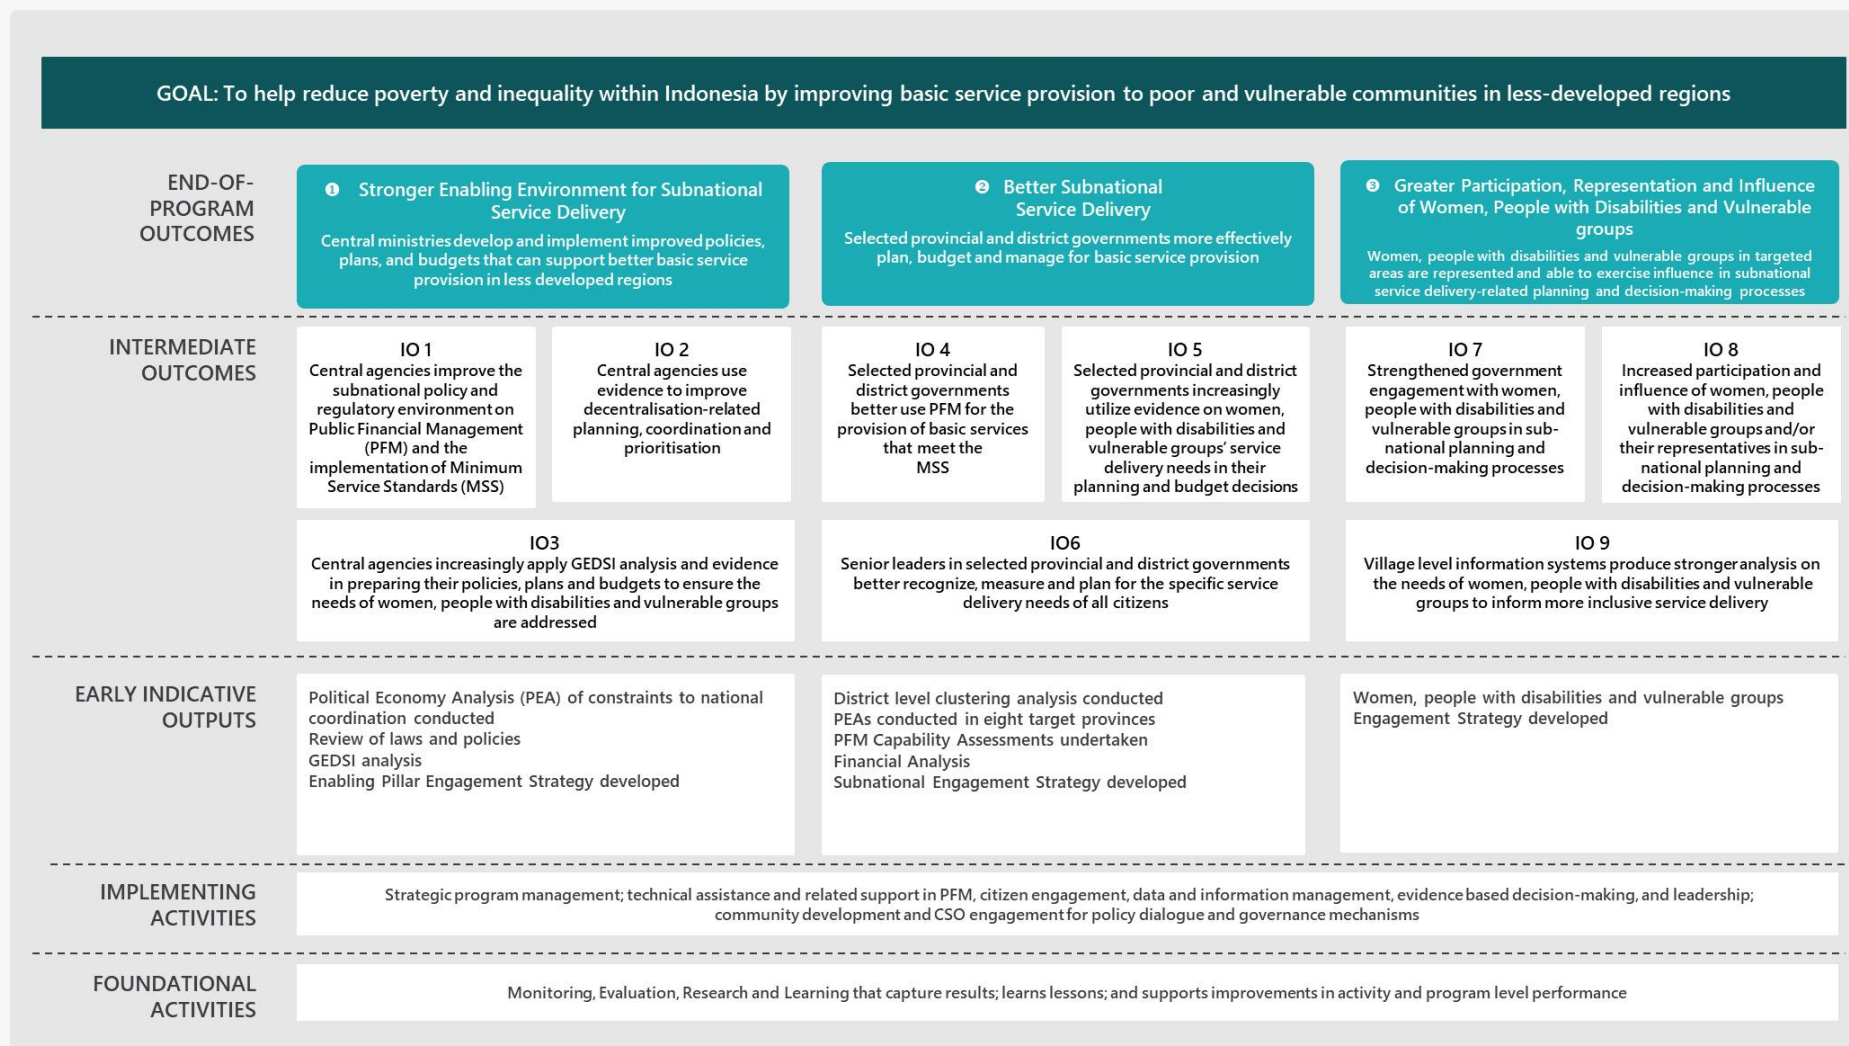 GOAL: To help reduce poverty and inequality within Indonesia by improving basic service provision to poor and vulnerable communities in less-developed regions
END-OF-
PROGRAM
OUTCOMES
❶ Stronger Enabling Environment for Subnational
Service Delivery
Central ministries develop and implement improved policies,
plans, and budgets that can support better basic service
provision in less developed regions
❷ Better Subnational
Service Delivery
Selected provincial and district governments more effectively
plan, budget and manage for basic service provision
❸ Greater Participation, Representation and Influence
of Women, People with Disabilities and Vulnerable
groups
Women, people with disabilities and vulnerable groups in targeted
areas are represented and able to exercise influence in subnational
service delivery-related planning and decision-making processes
INTERMEDIATE
OUTCOMES
IO 1
Central agencies improve the
subnational policy and
regulatory environment on
Public Financial Management
(PFM) and the
implementation of Minimum
Service Standards (MSS)
IO 2
Central agencies use
evidence to improve
decentralisation-related
planning, coordination and
prioritisation
IO 4
Selected provincial and
district governments
better use PFM for the
provision of basic services
that meet the
MSS
IO 5
Selected provincial and district
governments increasingly
utilize evidence on women,
people with disabilities and
vulnerable groups' service
delivery needs in their
planning and budget decisions
IO 7
Strengthened government
engagement with women,
people with disabilities and
vulnerable groups in sub-
national planning and
decision-making processes
IO 8
Increased participation and
influence of women, people
with disabilities and
vulnerable groups and/or
their representatives in sub-
national planning and
decision-making processes
IO3
Central agencies increasingly apply GEDSI analysis and evidence
in preparing their policies, plans and budgets to ensure the
needs of women, people with disabilities and vulnerable groups
are addressed
IO6
Senior leaders in selected provincial and district governments
better recognize, measure and plan for the specific service
delivery needs of all citizens
IO 9
Village level information systems produce stronger analysis on
the needs of women, people with disabilities and vulnerable
groups to inform more inclusive service delivery
EARLY INDICATIVE
OUTPUTS
Political Economy Analysis (PEA) of constraints to national
coordination conducted
Review of laws and policies
GEDSI analysis
Enabling Pillar Engagement Strategy developed
District level clustering analysis conducted
PEAs conducted in eight target provinces
PFM Capability Assessments undertaken
Financial Analysis
Subnational Engagement Strategy developed
Women, people with disabilities and vulnerable groups
Engagement Strategy developed
IMPLEMENTING
ACTIVITIES
Strategic program management; technical assistance and related support in PFM, citizen engagement, data and information management, evidence based decision-making, and leadership;
community development and CSO engagement for policy dialogue and governance mechanisms
FOUNDATIONAL
ACTIVITIES
Monitoring, Evaluation, Research and Learning that capture results; learns lessons; and supports improvements in activity and program level performance